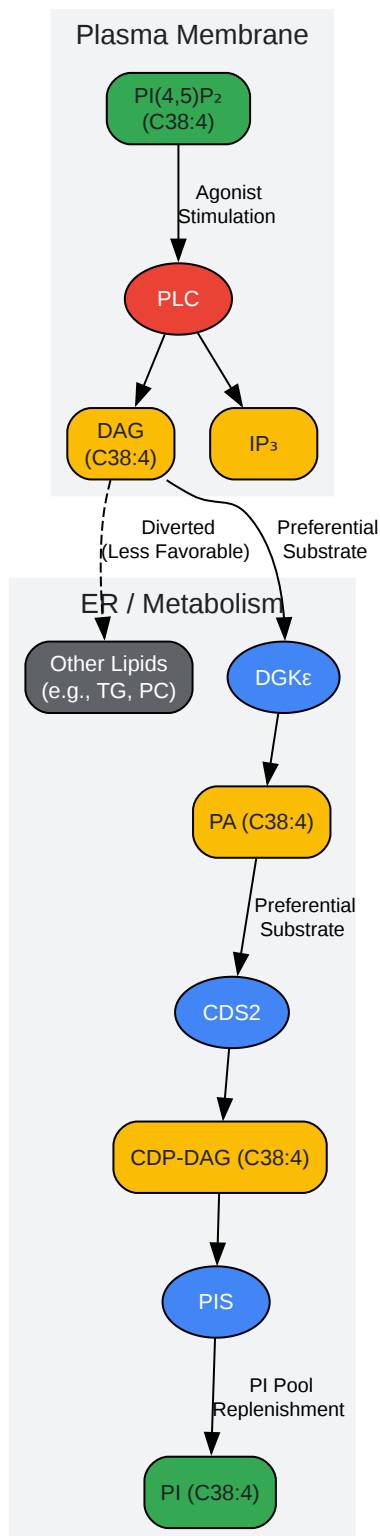 Plasma Membrane
PI(4,5)P₂
(C38:4)
Agonist
Stimulation
PLC
DAG
(C38:4)
IP₃
Diverted
(Less Favorable)
Preferential
Substrate
ER / Metabolism
Other Lipids
(e.g., TG, PC)
DGKε
PA (C38:4)
Preferential
Substrate
CDS2
CDP-DAG (C38:4)
PIS
PI Pool
Replenishment
PI (C38:4)